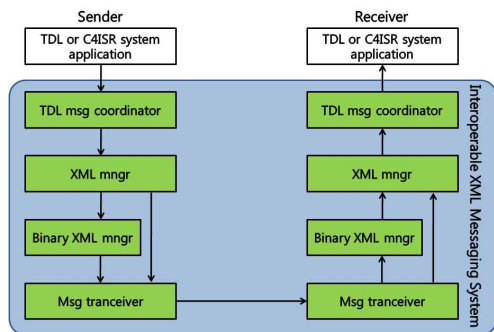 Sender
Receiver
TDL or C4ISR system
application
TDL or C4ISR system
application
TDL msg coordinator
TDL msg coordinator
XML mngr
XML mngr
Binary XML mngr
Binary XML mngr
Msg tranceiver
Msg tranceiver
Interoperable XML Messaging System